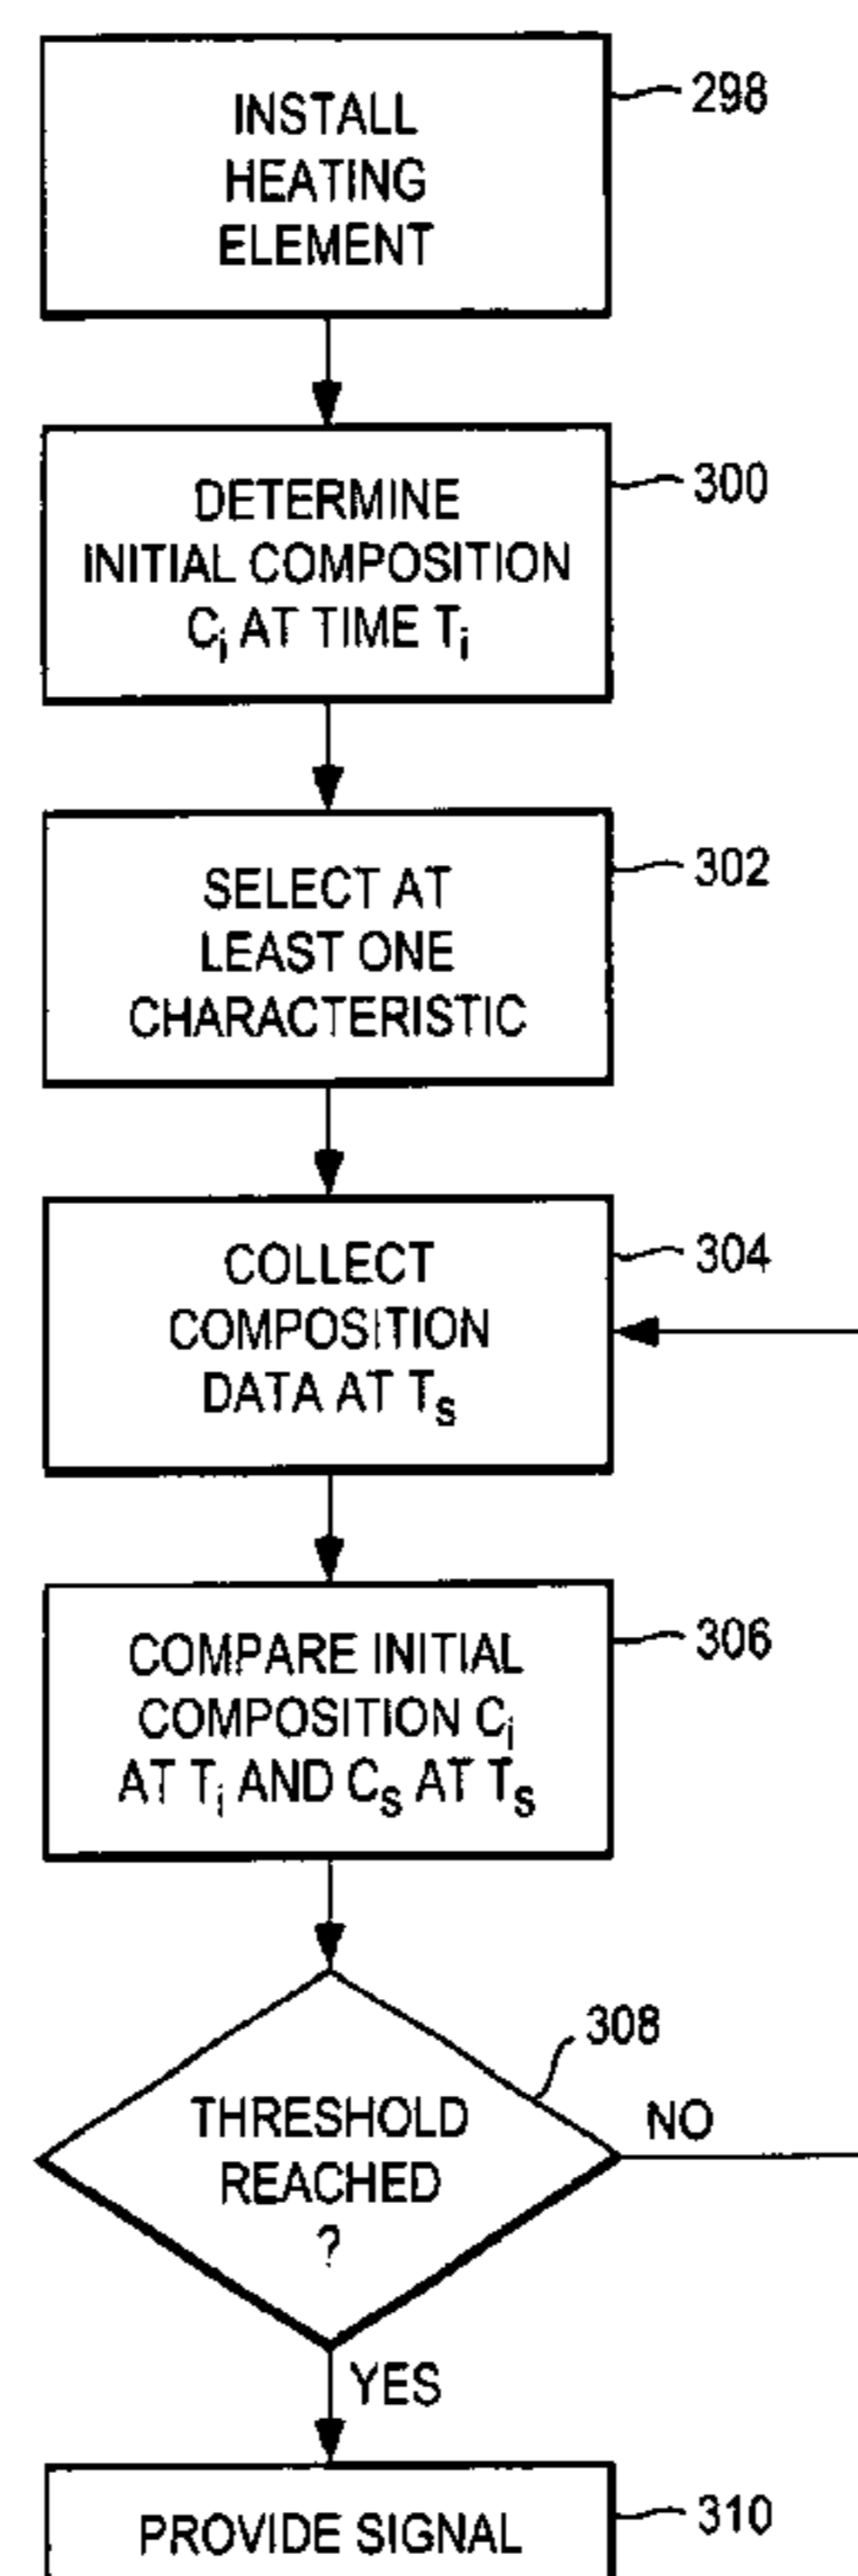 INSTALL
HEATING
ELEMENT
298
DETERMINE
INITIAL COMPOSITION
Ci AT TIME Ti
300
SELECT AT
LEAST ONE
CHARACTERISTIC
302
COLLECT
COMPOSITION
DATA AT Ts
304
COMPARE INITIAL
COMPOSITION Ci
AT Ti AND Cs AT Ts
306
THRESHOLD
REACHED
?
308
NO
YES
PROVIDE SIGNAL
310